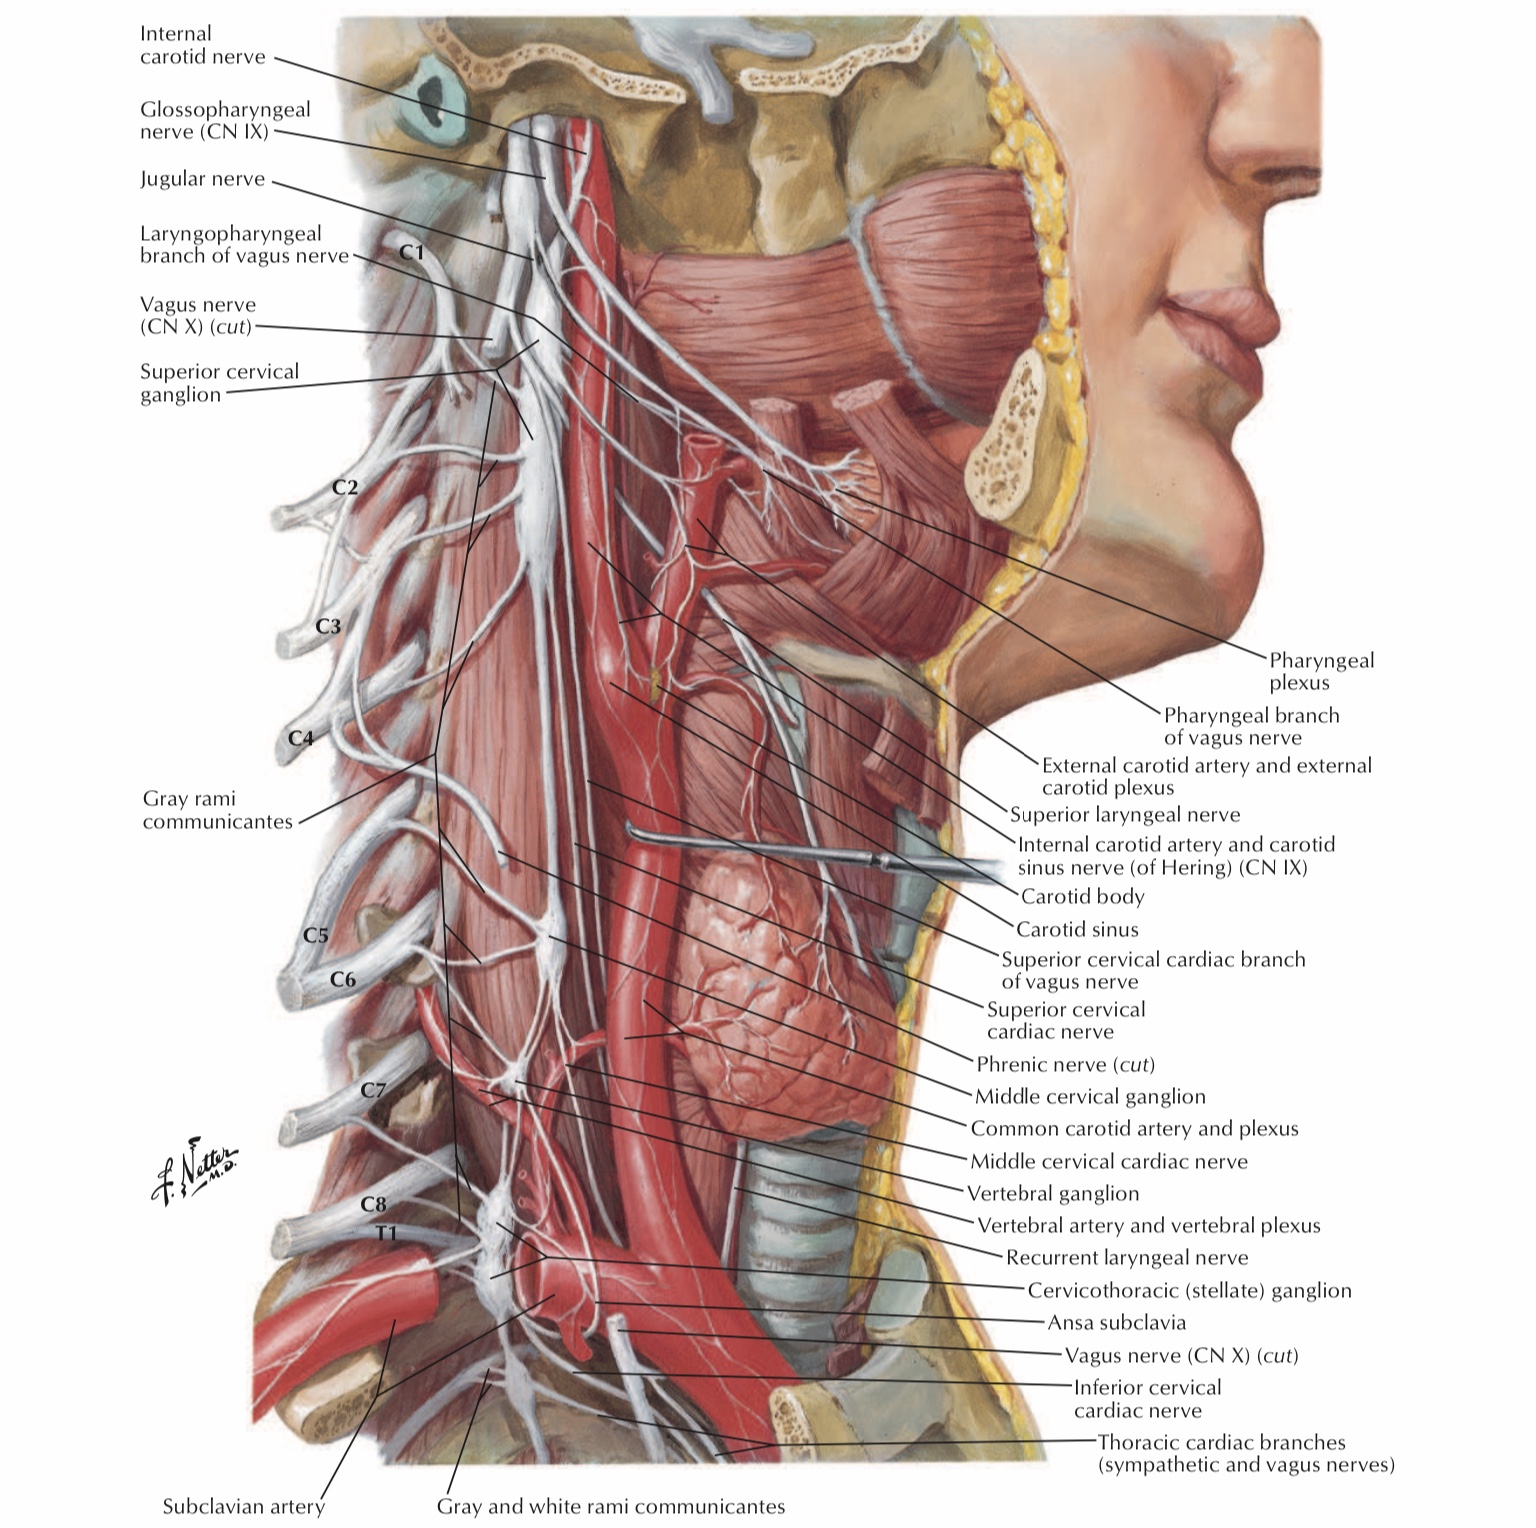 Internal
carotid nerve
Glossopharyngeal
nerve (CN IX)
Jugular nerve
Laryngopharyngeal
branch of vagus nerve
Vagus nerve
(CN X) (cut)
Superior cervical
ganglion
C1
C2
C3
C4
Gray rami
communicantes
C5
C6
C7
C8
T1
F. Netter
M.D.
Subclavian artery
Gray and white rami communicantes
Pharyngeal
plexus
Pharyngeal branch
of vagus nerve
External carotid artery and external
carotid plexus
Superior laryngeal nerve
Internal carotid artery and carotid
sinus nerve (of Hering) (CN IX)
Carotid body
Carotid sinus
Superior cervical cardiac branch
of vagus nerve
Superior cervical
cardiac nerve
Phrenic nerve (cut)
Middle cervical ganglion
Common carotid artery and plexus
Middle cervical cardiac nerve
Vertebral ganglion
Vertebral artery and vertebral plexus
Recurrent laryngeal nerve
Cervicothoracic (stellate) ganglion
Ansa subclavia
Vagus nerve (CN X) (cut)
Inferior cervical
cardiac nerve
Thoracic cardiac branches
(sympathetic and vagus nerves)